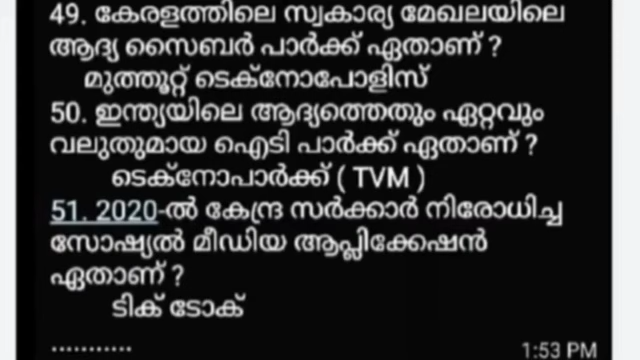 49. കേരളത്തിലെ സ്വകാര്യ മേഖലയിലെ
ആദ്യ സൈബർ പാർക്ക് ഏതാണ് ?
മുത്തൂറ്റ് ടെക്നോപോളിസ്
50. ഇന്ത്യയിലെ ആദ്യത്തെതും ഏറ്റവും
വലുതുമായ ഐടി പാർക്ക് ഏതാണ് ?
ടെക്നോപാർക്ക് ( TVM )
51. 2020-ൽ കേന്ദ്ര സർക്കാർ നിരോധിച്ച
സോഷ്യൽ മീഡിയ ആപ്ലിക്കേഷൻ
ഏതാണ് ?
ടിക് ടോക്
...........
1:53 PM